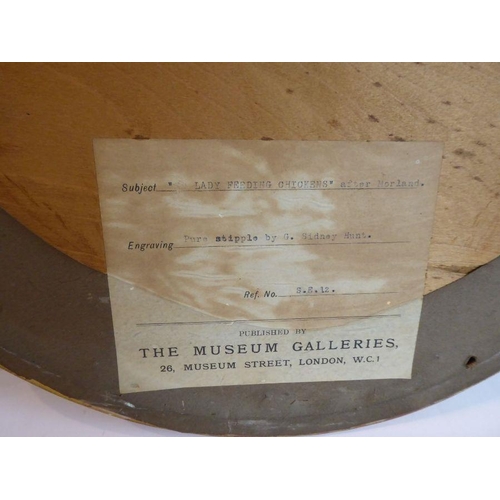 Subject " LADY FEEDING CHICKENS" after Morland.
Engraving Pure stipple by G. Sidney Hunt.
Ref. No. S.S.12.
PUBLISHED BY
THE MUSEUM GALLERIES,
26, MUSEUM STREET, LONDON, W.C.1